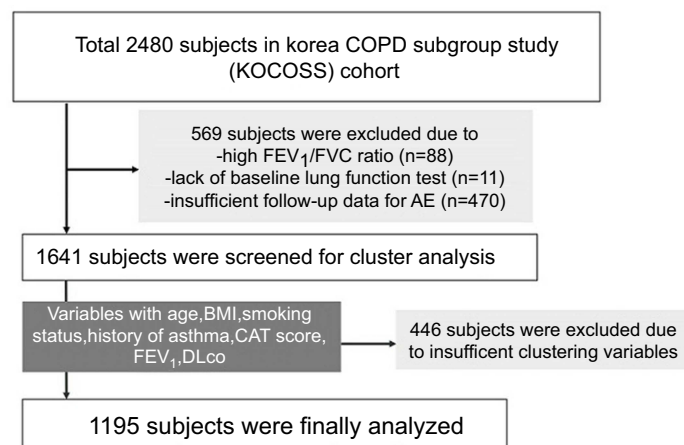 Total 2480 subjects in korea COPD subgroup study
(KOCOSS) cohort
569 subjects were excluded due to
-high FEV₁/FVC ratio (n=88)
-lack of baseline lung function test (n=11)
-insufficient follow-up data for AE (n=470)
1641 subjects were screened for cluster analysis
Variables with age,BMI,smoking
status,history of asthma,CAT score,
FEV₁,DLco
446 subjects were excluded due
to insufficent clustering variables
1195 subjects were finally analyzed